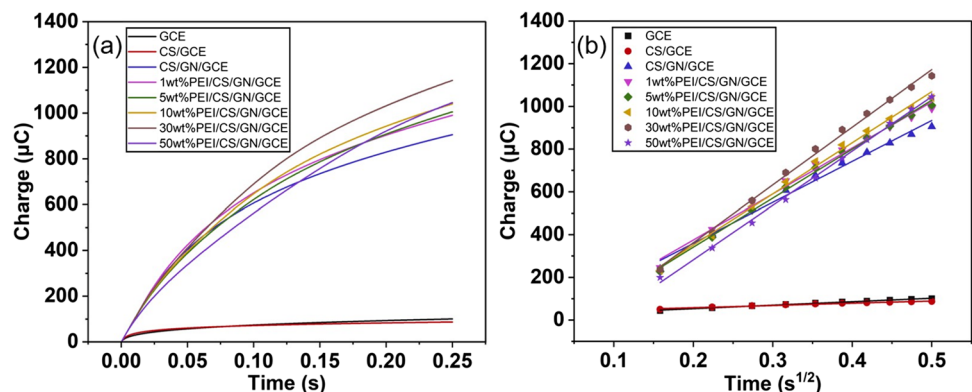 (a)
GCE
CS/GCE
CS/GN/GCE
1wt%PEI/CS/GN/GCE
5wt%PEI/CS/GN/GCE
10wt%PEI/CS/GN/GCE
30wt%PEI/CS/GN/GCE
50wt%PEI/CS/GN/GCE
1400
1200
1000
800
600
400
200
0
Charge (μC)
0.00 0.05 0.10 0.15 0.20 0.25
Time (s)
(b)
GCE
CS/GCE
CS/GN/GCE
1wt%PEI/CS/GN/GCE
5wt%PEI/CS/GN/GCE
10wt%PEI/CS/GN/GCE
30wt%PEI/CS/GN/GCE
50wt%PEI/CS/GN/GCE
1400
1200
1000
800
600
400
200
0
Charge (μC)
0.1 0.2 0.3 0.4 0.5
Time (s1/2)